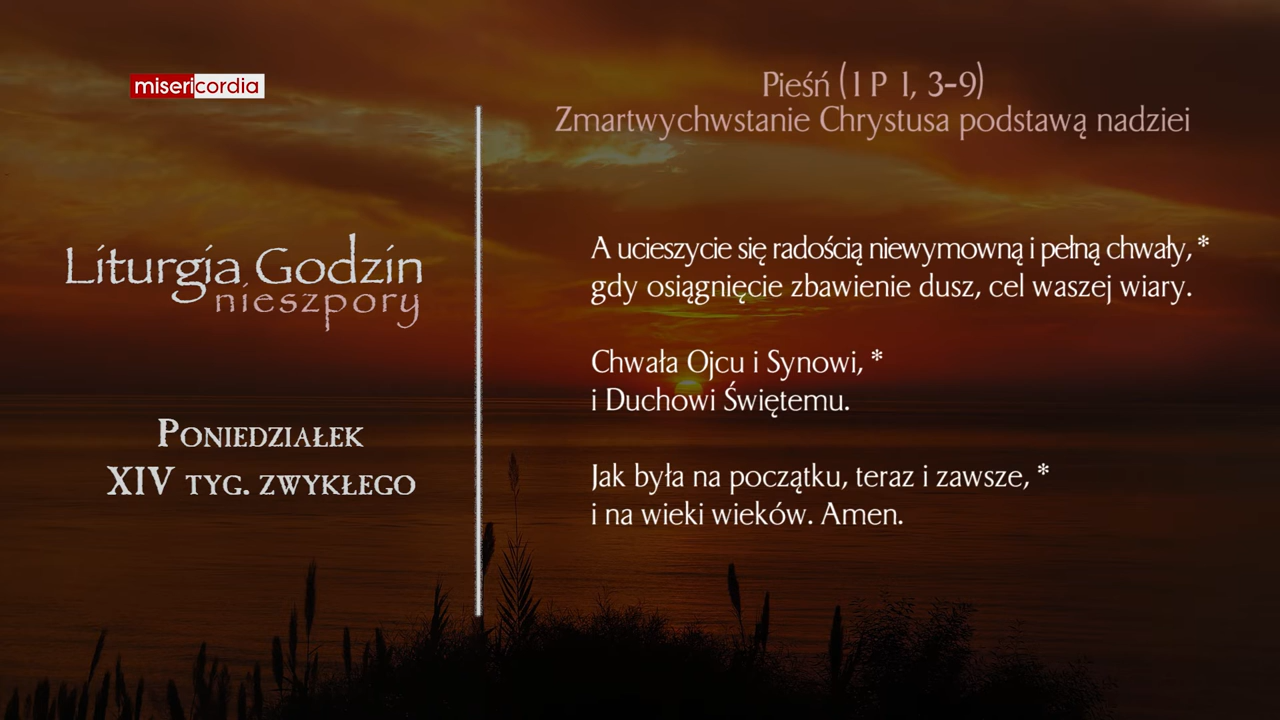 misericordia
Liturgia Godzin
nieszpory
Poniedziałek
XIV tyg. zwykłego
Pieśń (1 P 1, 3-9)
Zmartwychwstanie Chrystusa podstawą nadziei
A ucieszycie się radością niewymowną i pełną chwały, *
gdy osiągnięcie zbawienie dusz, cel waszej wiary.
Chwała Ojcu i Synowi, *
i Duchowi Świętemu.
Jak była na początku, teraz i zawsze, *
i na wieki wieków. Amen.